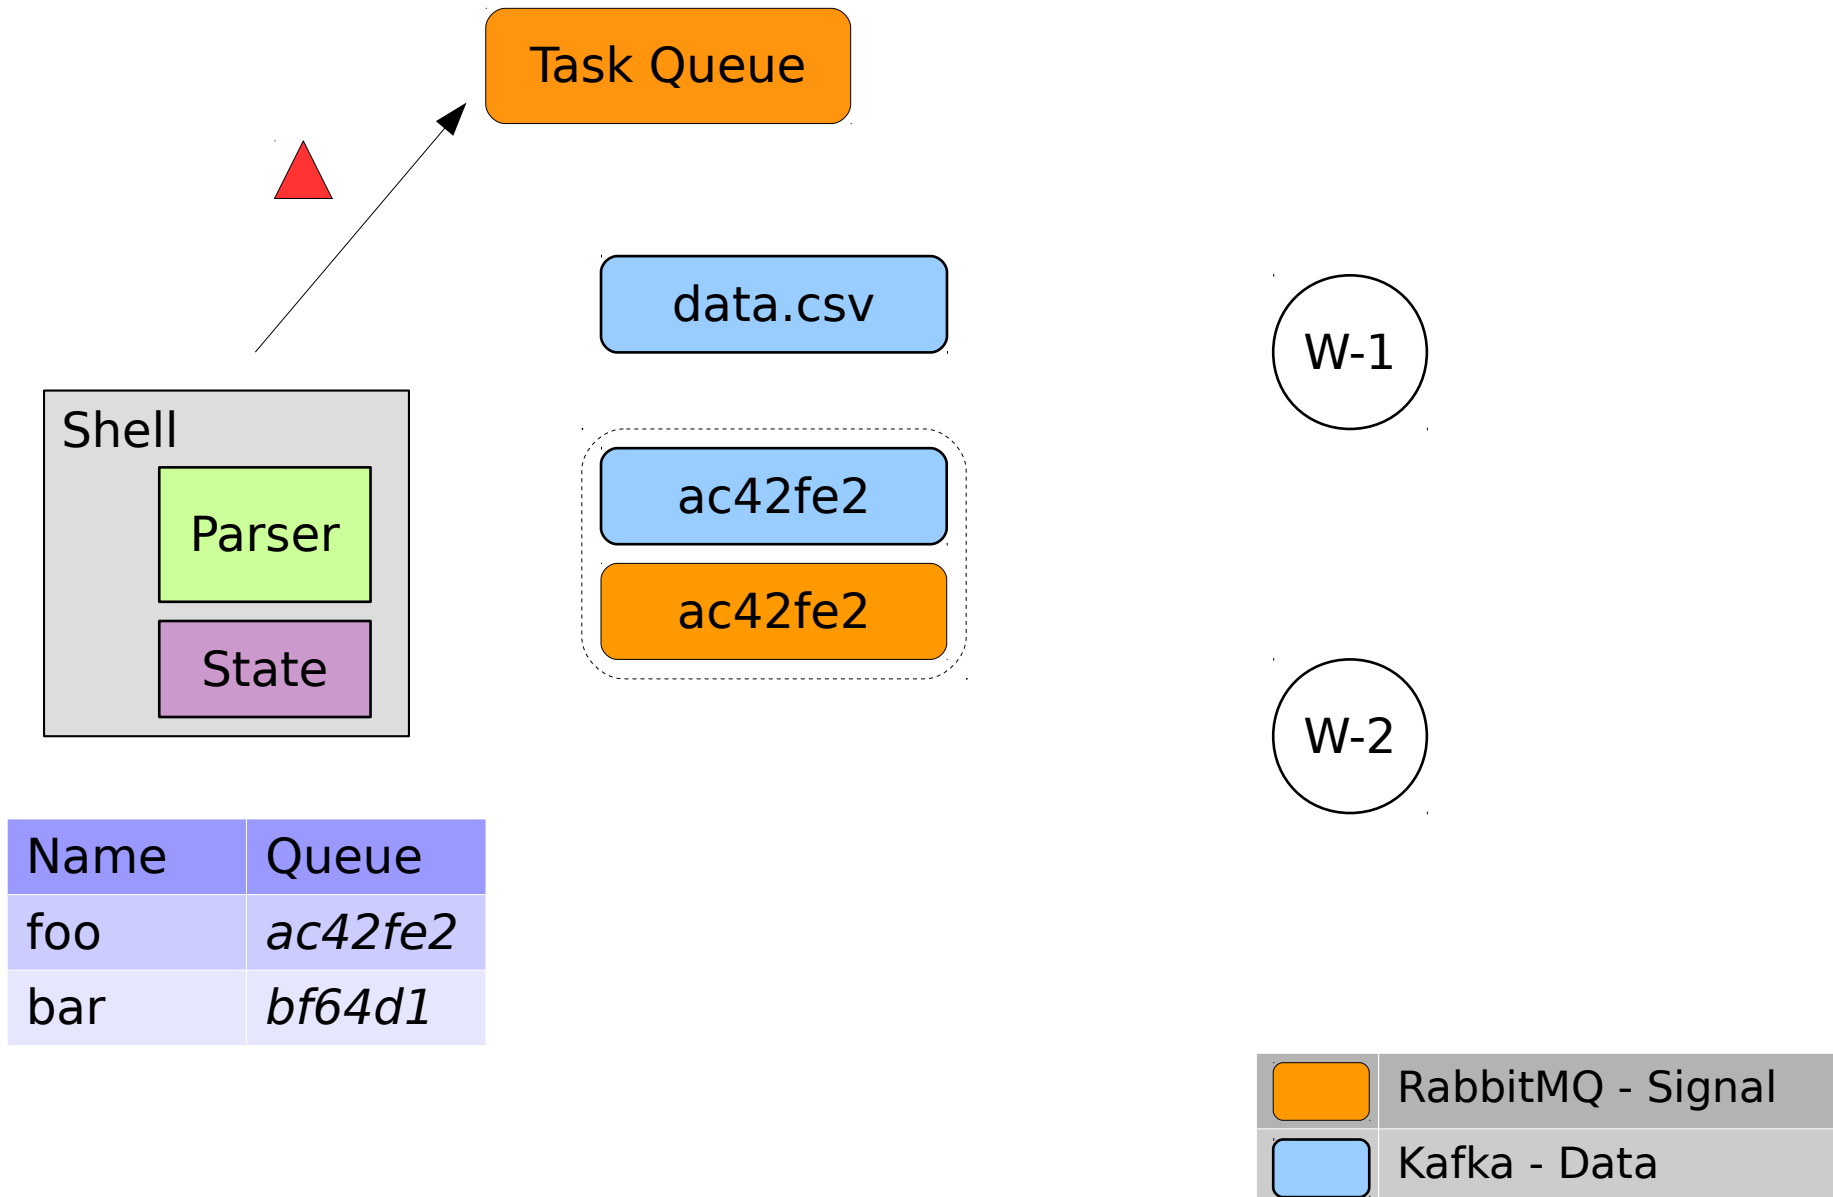 Task Queue
data.csv
W-1
Shell
Parser
ac42fe2
ac42fe2
State
W-2
Name Queue
foo ac42fe2
bar bf64d1
RabbitMQ - Signal
Kafka - Data